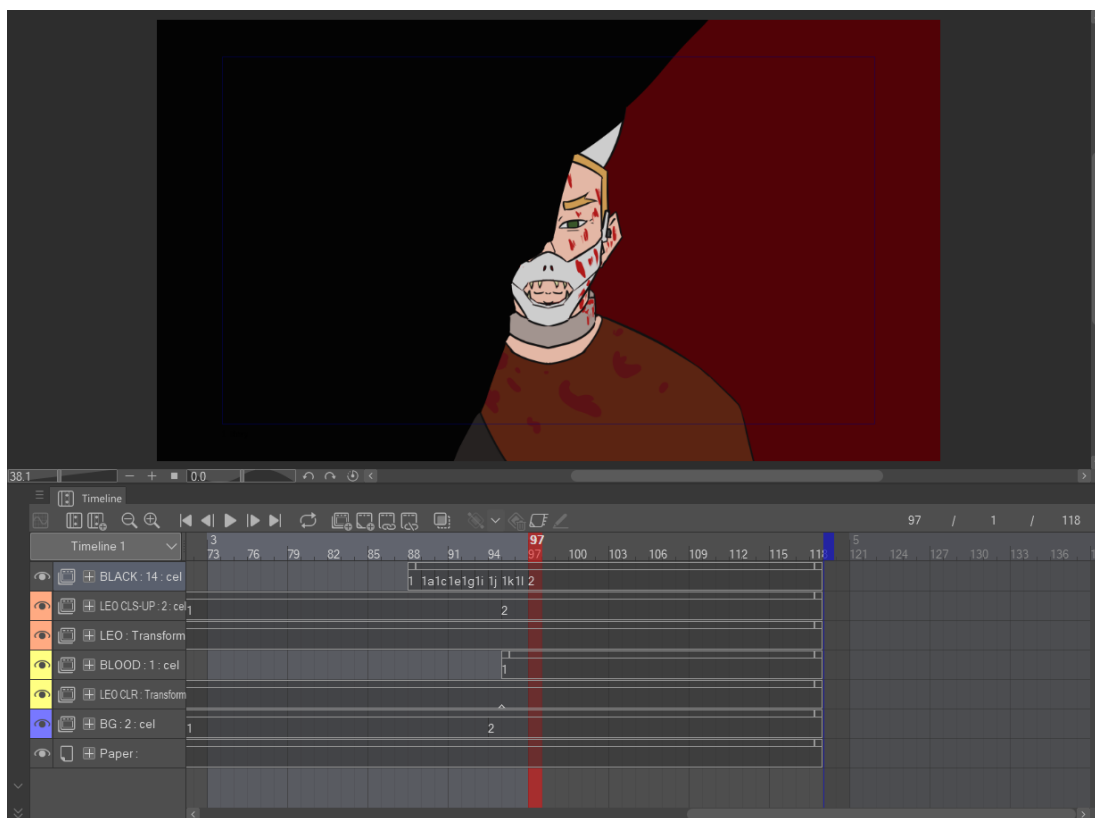 38.1 0.0
Timeline
97 / 1 / 118
Timeline 1
3 97 5
73 76 79 82 85 88 91 94 97 100 103 106 109 112 115 118 121 124 127 130 133 136
BLACK : 14 : cel 1 1a1c1e1g1i 1j 1k1l 2
LEO CLS-UP : 2 : cel 1 2
LEO : Transform
BLOOD : 1 : cel 1
LEO CLR : Transform
BG : 2 : cel 1 2
Paper :